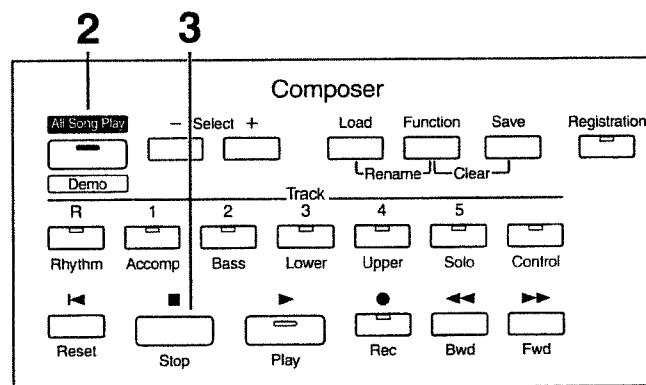 2 3
Composer
All Song Play - Select + Load Function Save Registration
Rename Clear
Demo
Track
R 1 2 3 4 5
Rhythm Accomp Bass Lower Upper Solo Control
Reset Stop Play Rec Bwd Fwd